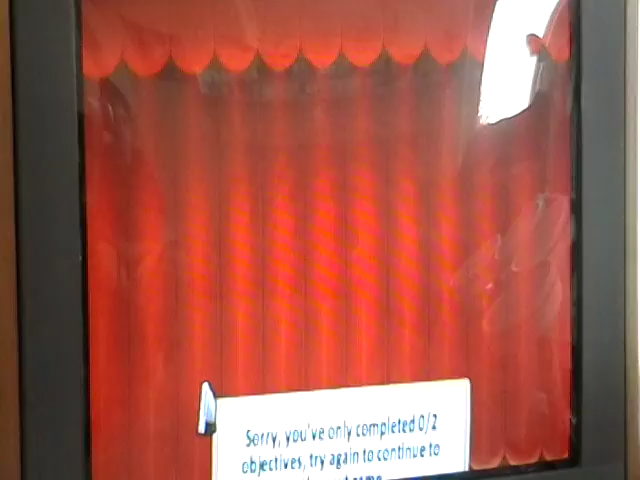 Sorry, you've only completed 0/2
objectives, try again to continue to